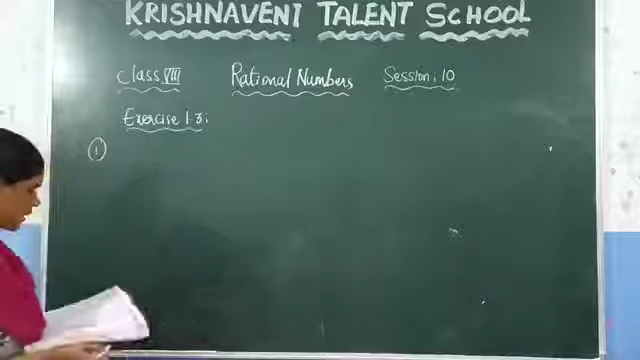 KRISHNAVENI TALENT SCHOOL
Class VIII Rational Numbers Session: 10
Exercise 1.3:
1